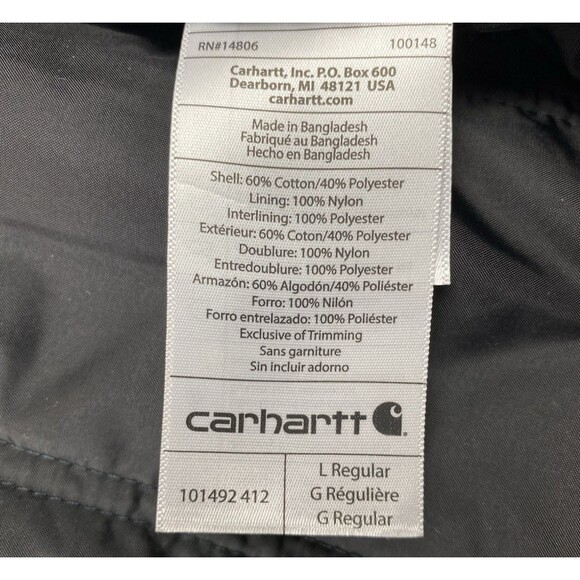 RN#14806 100148
Carhartt, Inc. P.O. Box 600
Dearborn, MI 48121 USA
carhartt.com
Made in Bangladesh
Fabriqué au Bangladesh
Hecho en Bangladesh
Shell: 60% Cotton/40% Polyester
Lining: 100% Nylon
Interlining: 100% Polyester
Extérieur: 60% Coton/40% Polyester
Doublure: 100% Nylon
Entredoublure: 100% Polyester
Armazón: 60% Algodón/40% Poliéster
Forro: 100% Nilón
Forro entrelazado: 100% Poliéster
Exclusive of Trimming
Sans garniture
Sin incluir adorno
carhartt
101492 412
L Regular
G Régulière
G Regular